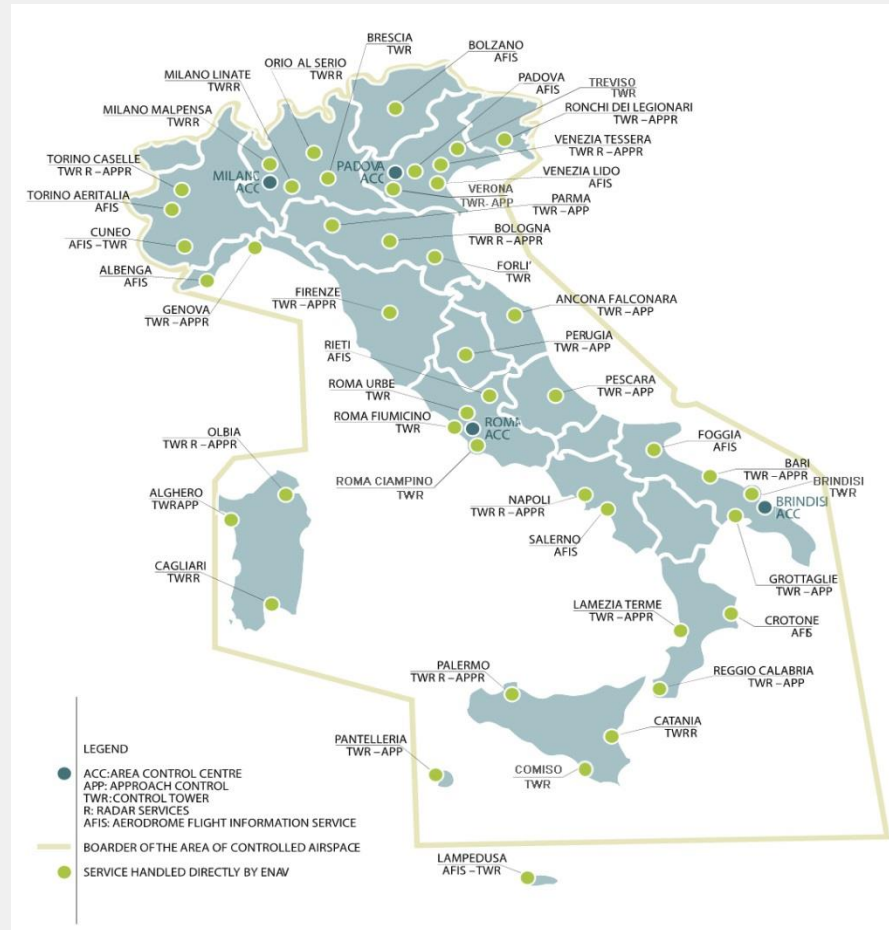 BRESCIA
TWR
BOLZANO
AFIS
ORIO AL SERIO
TWRR
MILANO LINATE
TWRR
PADOVA
AFIS
TREVISO
TWR
MILANO MALPENSA
TWRR
RONCHI DEI LEGIONARI
TWR – APPR
VENEZIA TESSERA
TWR R – APPR
TORINO CASELLE
TWR R – APPR
MILANO
ACC
PADOVA
ACC
VENEZIA LIDO
AFIS
VERONA
TWR- APP
TORINO AERITALIA
AFIS
PARMA
TWR – APP
CUNEO
AFIS – TWR
BOLOGNA
TWR R – APPR
ALBENGA
AFIS
FORLI'
TWR
GENOVA
TWR – APPR
FIRENZE
TWR – APPR
ANCONA FALCONARA
TWR – APP
RIETI
AFIS
PERUGIA
TWR – APP
ROMA URBE
TWR
PESCARA
TWR – APP
ROMA FIUMICINO
TWR
ROMA
ACC
OLBIA
TWR R – APPR
FOGGIA
AFIS
BARI
TWR – APPR
BRINDISI
TWR
ROMA CIAMPINO
TWR
ALGHERO
TWRAPP
NAPOLI
TWR R – APPR
BRINDISI
ACC
SALERNO
AFIS
CAGLIARI
TWRR
GROTTAGLIE
TWR – APP
LAMEZIA TERME
TWR – APPR
CROTONE
AFIS
PALERMO
TWR R – APPR
REGGIO CALABRIA
TWR – APP
CATANIA
TWRR
PANTELLERIA
TWR – APP
COMISO
TWR
LEGEND
ACC:AREA CONTROL CENTRE
APP: APPROACH CONTROL
TWR:CONTROL TOWER
R: RADAR SERVICES
AFIS: AERODROME FLIGHT INFORMATION SERVICE
BOARDER OF THE AREA OF CONTROLLED AIRSPACE
SERVICE HANDLED DIRECTLY BY ENAV
LAMPEDUSA
AFIS – TWR